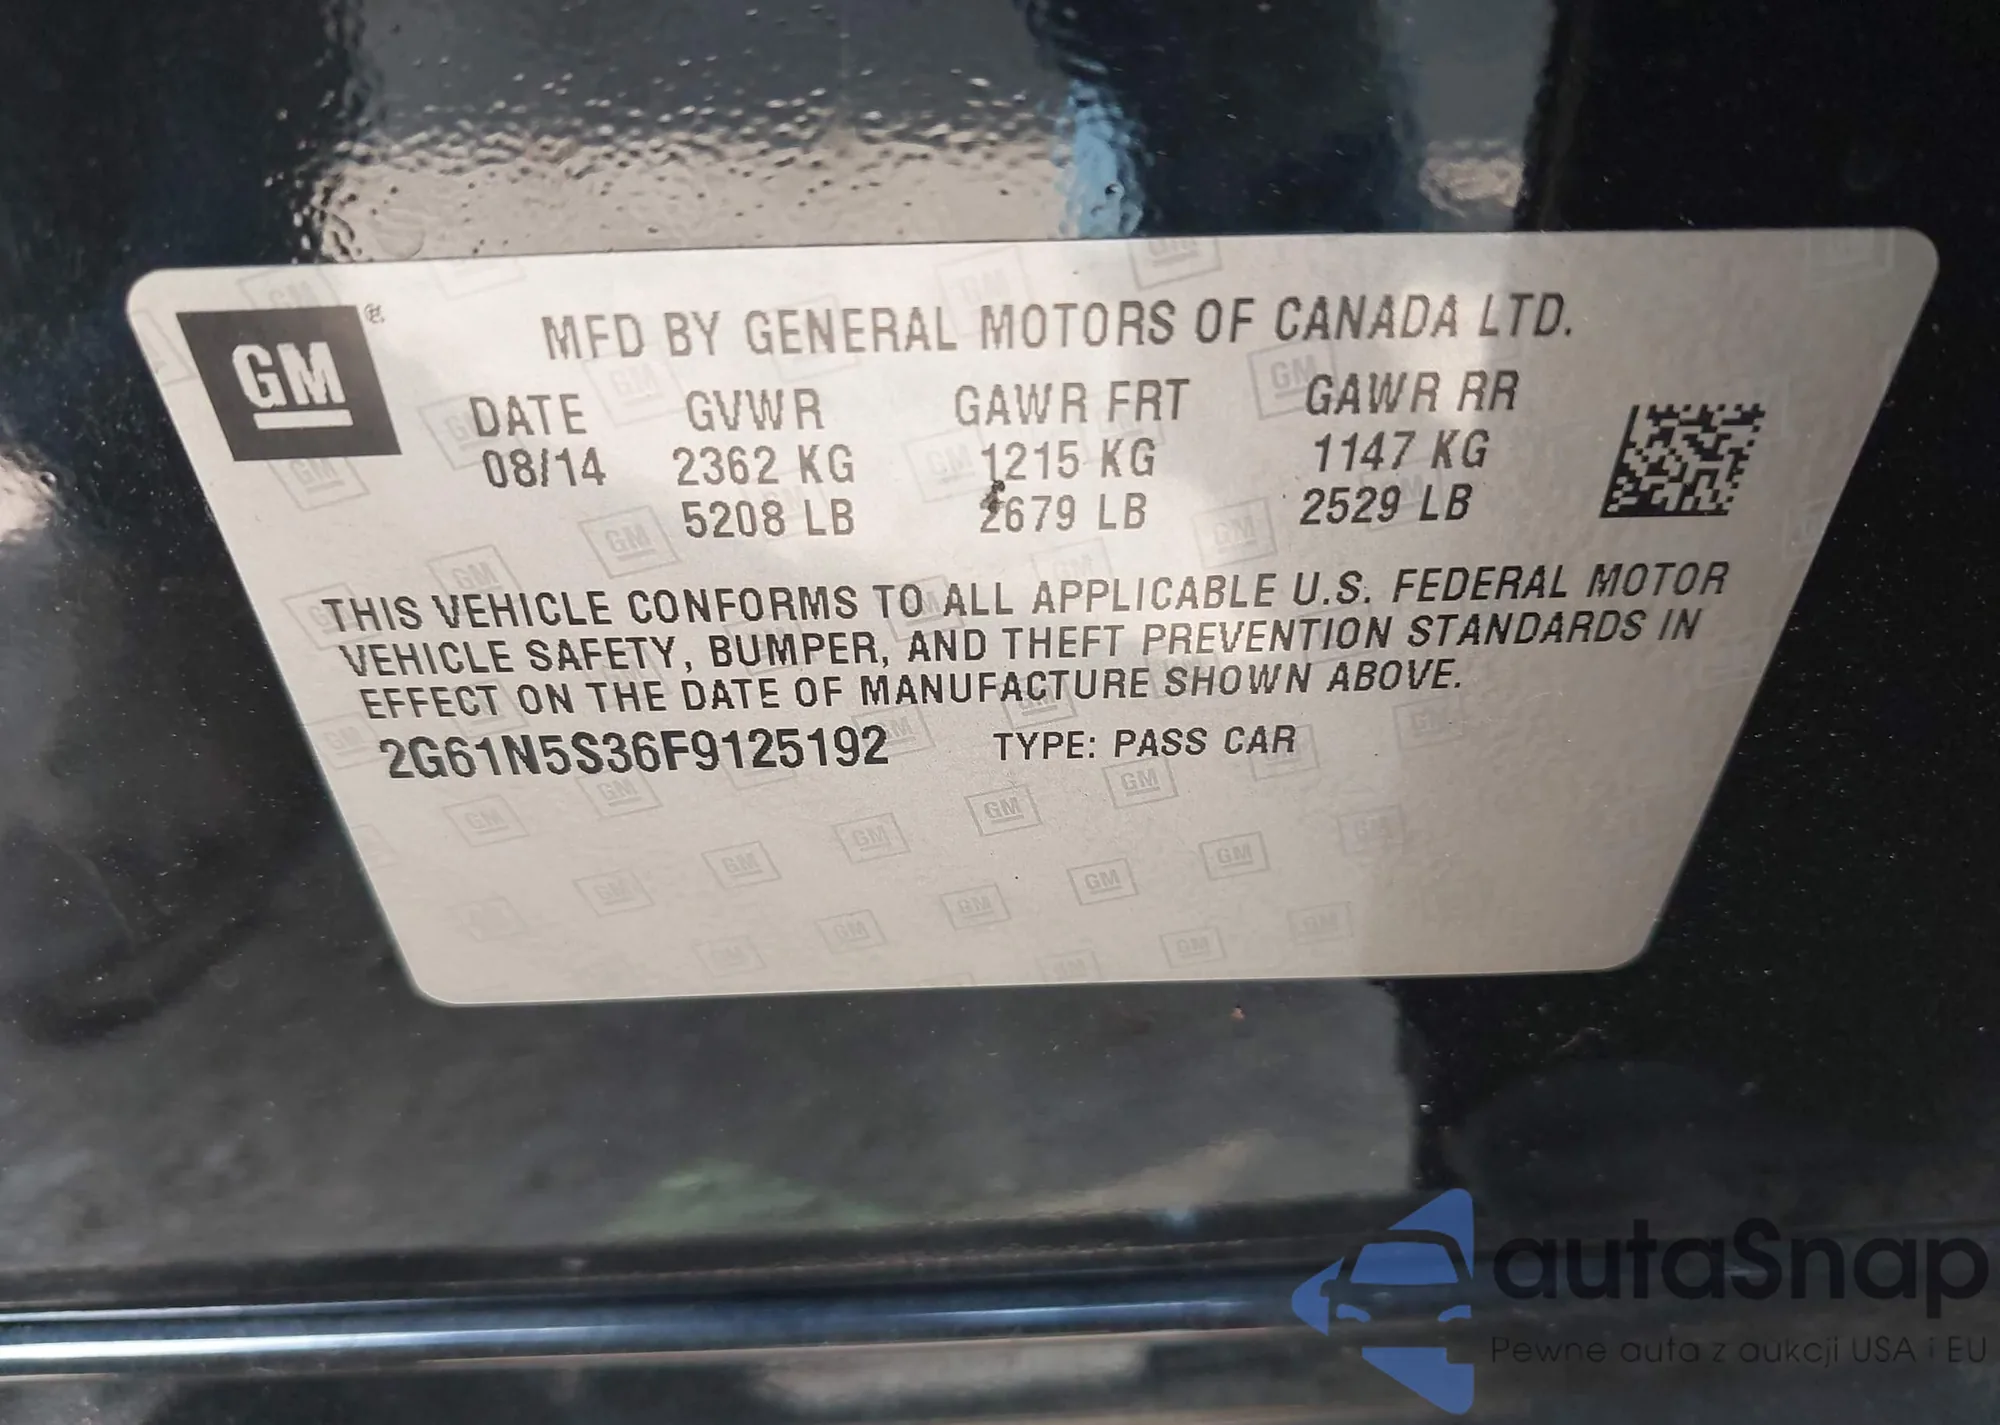 GM
MFD BY GENERAL MOTORS OF CANADA LTD.
DATE GVWR GAWR FRT GAWR RR
08/14 2362 KG 1215 KG 1147 KG
5208 LB 2679 LB 2529 LB
THIS VEHICLE CONFORMS TO ALL APPLICABLE U.S. FEDERAL MOTOR
VEHICLE SAFETY, BUMPER, AND THEFT PREVENTION STANDARDS IN
EFFECT ON THE DATE OF MANUFACTURE SHOWN ABOVE.
2G61N5S36F9125192 TYPE: PASS CAR
autaSnap
Pewne auta z aukcji USA i EU